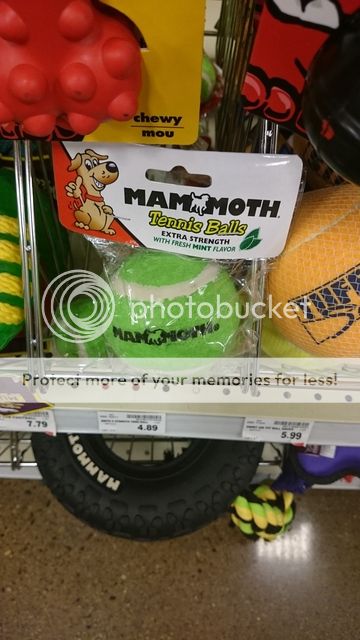 chewy
mou
MAMMOTH
Tennis Balls
EXTRA STRENGTH
WITH FRESH MINT FLAVOR
photobucket
MAMMOTH
Protect more of your memories for less!
7.79
4.89
5.99
MAMMOTH